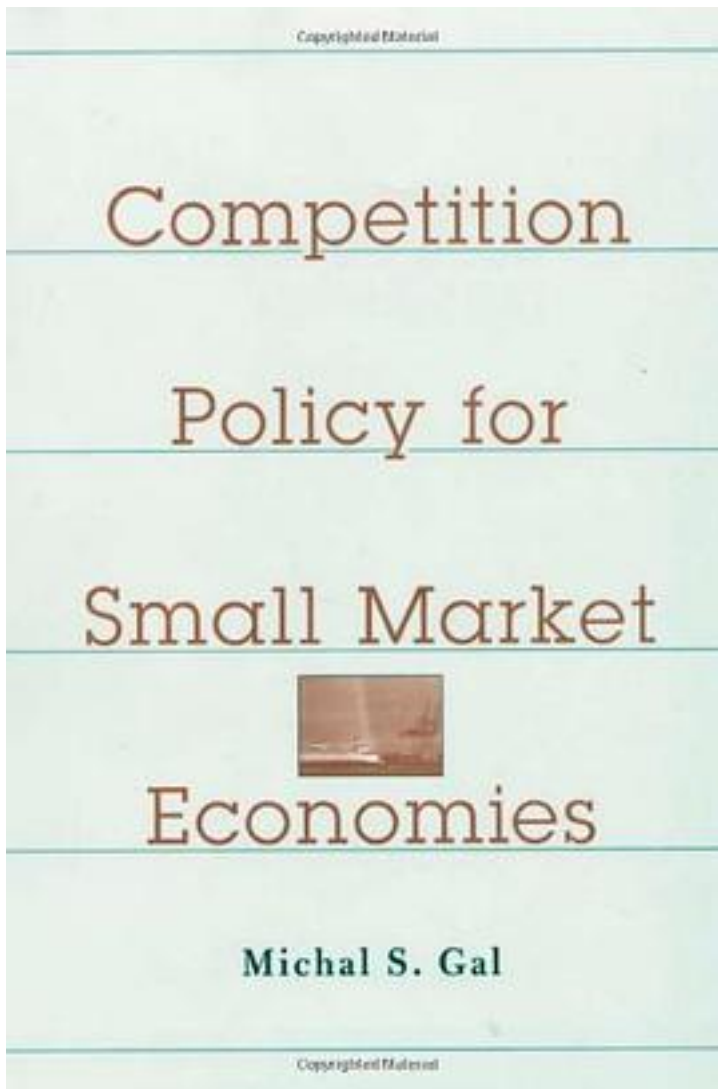 Copyrighted Material
Competition
Policy for
Small Market
Economies
Michal S. Gal
Copyrighted Material